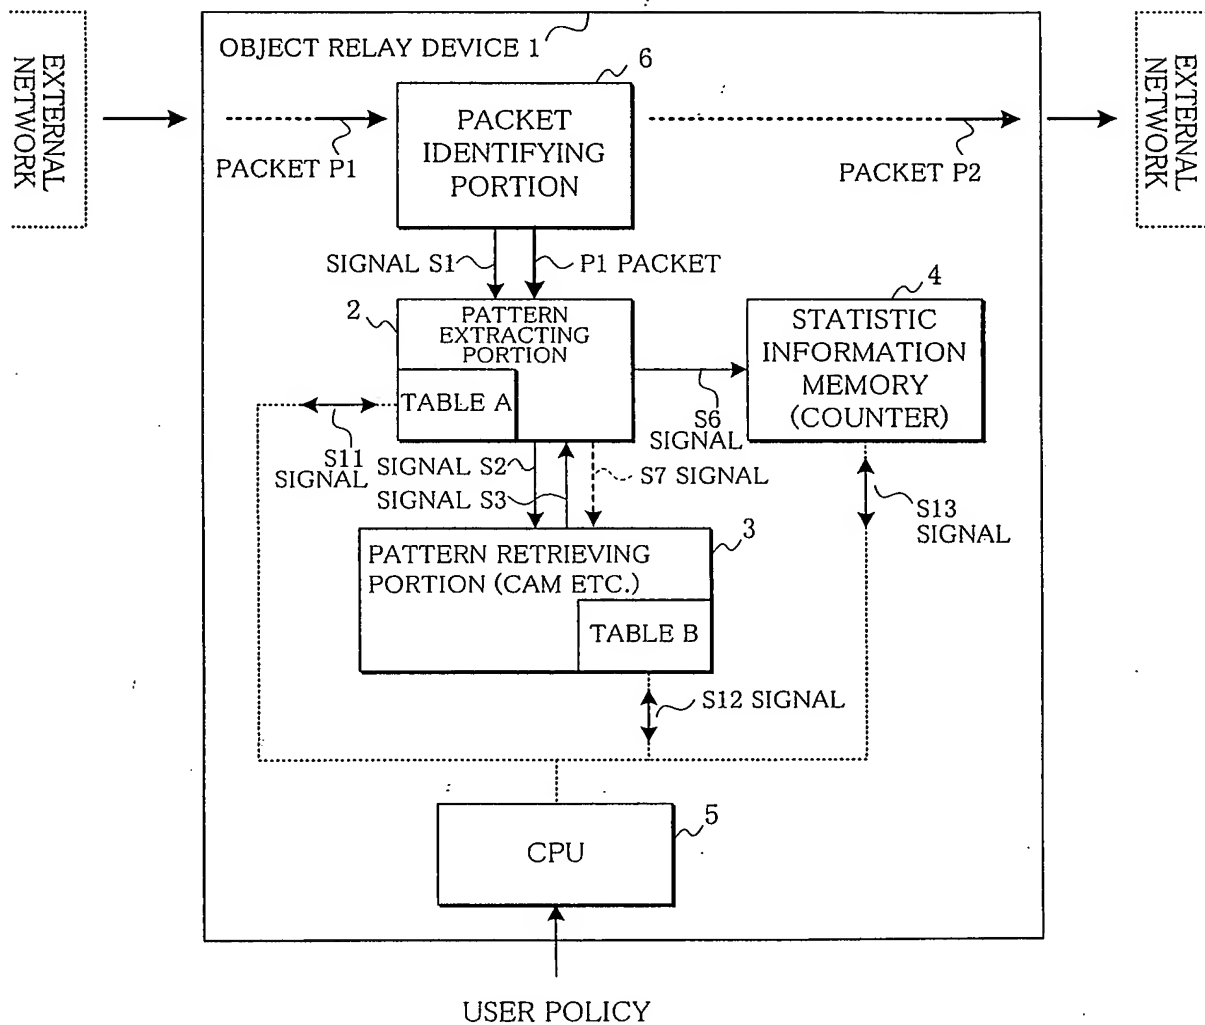 OBJECT RELAY DEVICE 1
EXTERNAL
NETWORK
6
PACKET
IDENTIFYING
PORTION
PACKET P1
PACKET P2
EXTERNAL
NETWORK
SIGNAL S1
P1 PACKET
2
PATTERN
EXTRACTING
PORTION
TABLE A
4
STATISTIC
INFORMATION
MEMORY
(COUNTER)
S6
SIGNAL
S11
SIGNAL
SIGNAL S2
SIGNAL S3
S7 SIGNAL
S13
SIGNAL
3
PATTERN RETRIEVING
PORTION (CAM ETC.)
TABLE B
S12 SIGNAL
5
CPU
USER POLICY